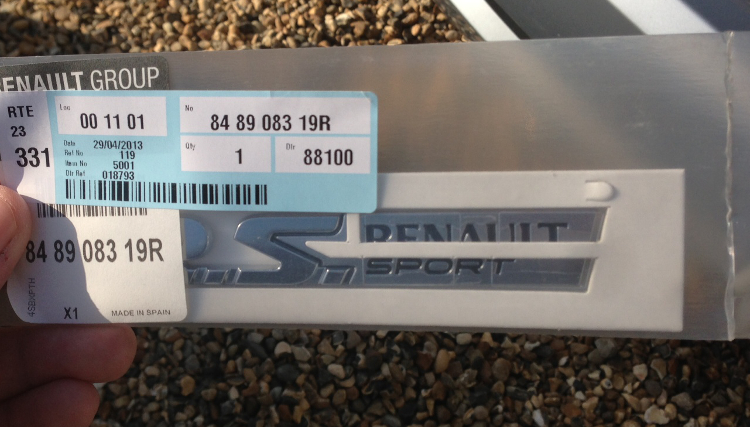 RENAULT GROUP
RTE
23
331
Loc
00 11 01
No
84 89 083 19R
Date 29/04/2013
Ref No 119
Item No 5001
Dlr Ref 018793
Qty
1
Dlr
88100
84 89 083 19R
X1
MADE IN SPAIN
R.S.
RENAULT
SPORT